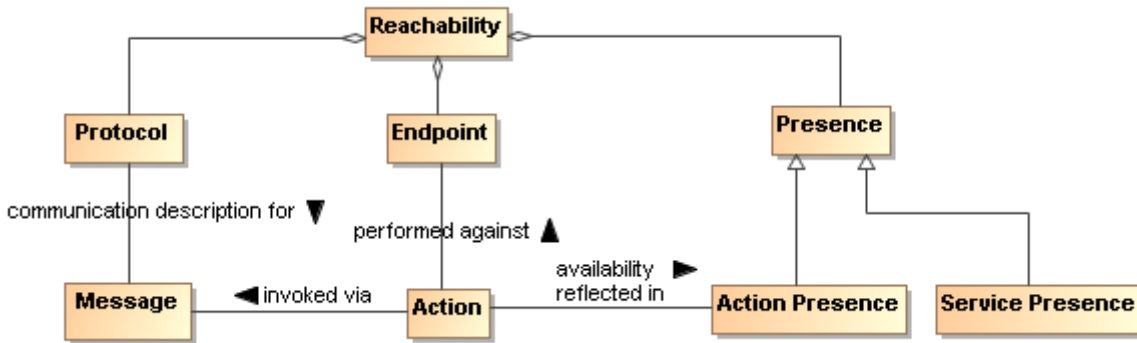 Reachability
Protocol
Endpoint
Presence
communication description for
performed against
availability
reflected in
invoked via
Message
Action
Action Presence
Service Presence